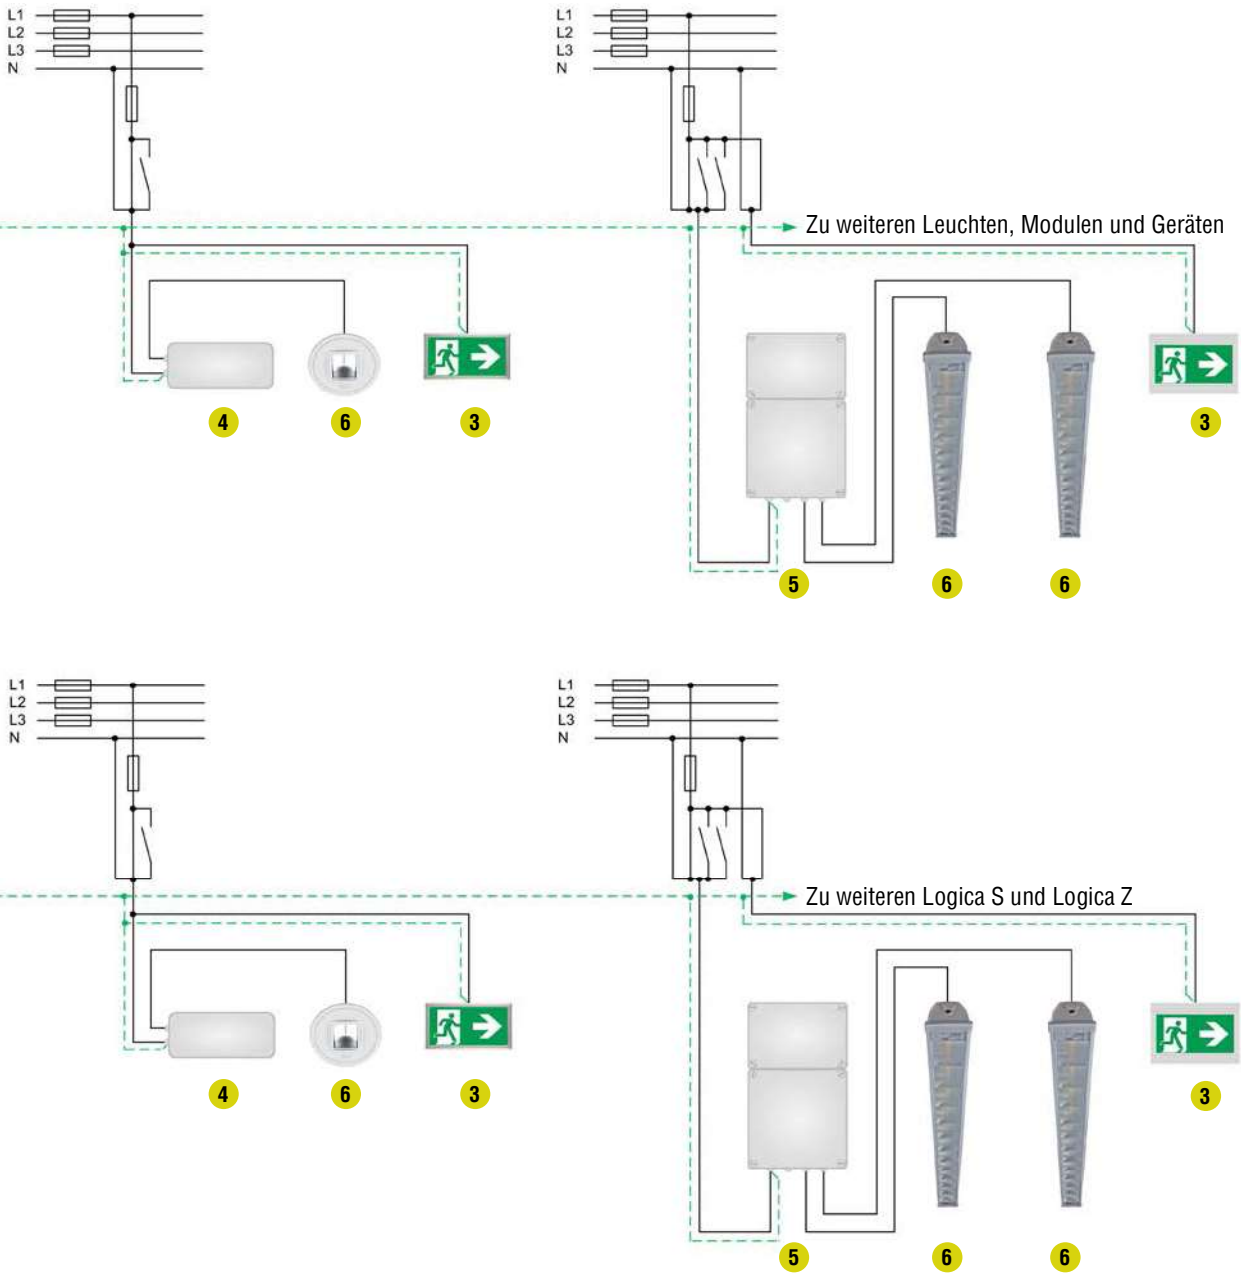 L1
L2
L3
N
L1
L2
L3
N
Zu weiteren Leuchten, Modulen und Geräten
4
6
3
3
5
6
6
L1
L2
L3
N
L1
L2
L3
N
Zu weiteren Logica S und Logica Z
4
6
3
3
5
6
6